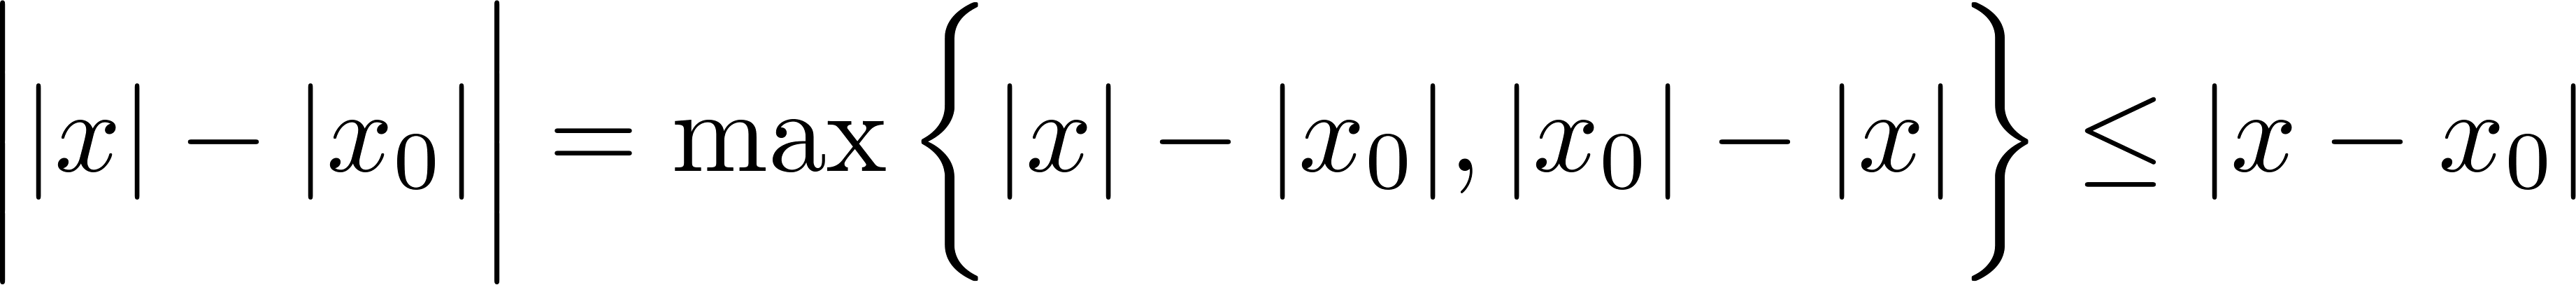 ||x| − |x₀|| = max {|x| − |x₀|, |x₀| − |x|} ≤ |x − x₀|